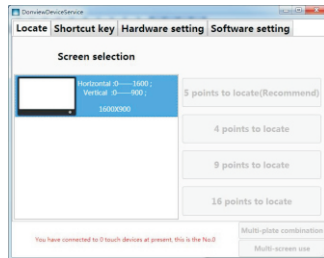 DonviewDeviceService
Locate Shortcut key Hardware setting Software setting
Screen selection
Horizontal :0------1600 ;
Vertical :0-----900 ;
1600X900
5 points to locate(Recommend)
4 points to locate
9 points to locate
16 points to locate
You have connected to 0 touch devices at present, this is the No.0
Multi-plate combination
Multi-screen use